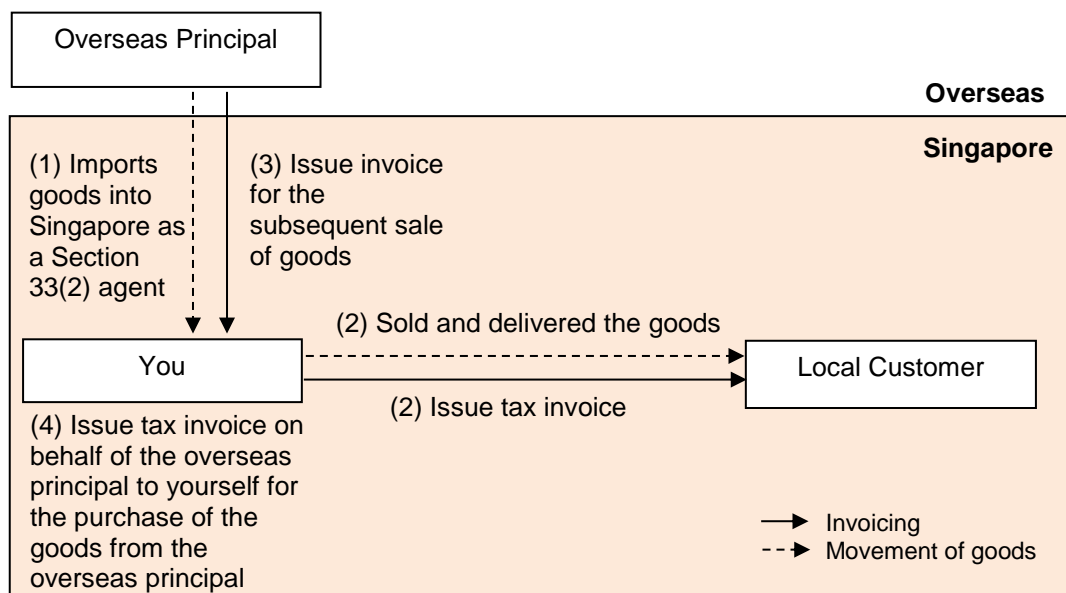 Overseas Principal
Overseas
Singapore
(1) Imports
goods into
Singapore as
a Section
33(2) agent
(3) Issue invoice
for the
subsequent sale
of goods
(2) Sold and delivered the goods
You
Local Customer
(2) Issue tax invoice
(4) Issue tax invoice on
behalf of the overseas
principal to yourself for
the purchase of the
goods from the
overseas principal
Invoicing
Movement of goods